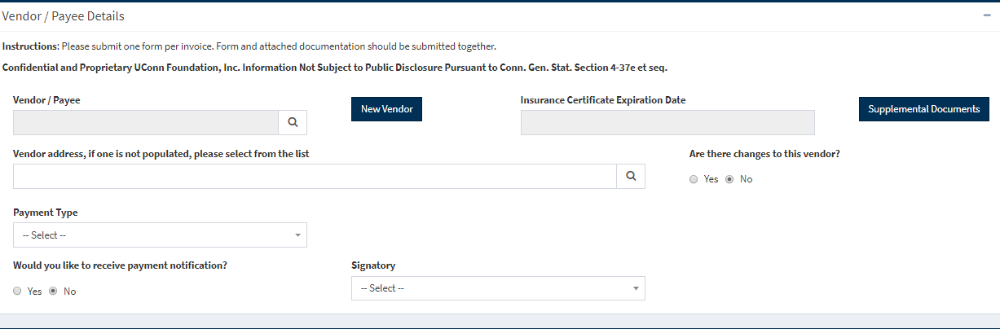 Vendor / Payee Details
Instructions: Please submit one form per invoice. Form and attached documentation should be submitted together.
Confidential and Proprietary UConn Foundation, Inc. Information Not Subject to Public Disclosure Pursuant to Conn. Gen. Stat. Section 4-37e et seq.
Vendor / Payee
New Vendor
Insurance Certificate Expiration Date
Supplemental Documents
Vendor address, if one is not populated, please select from the list
Are there changes to this vendor?
Yes No
Payment Type
-- Select --
Would you like to receive payment notification?
Yes No
Signatory
-- Select --